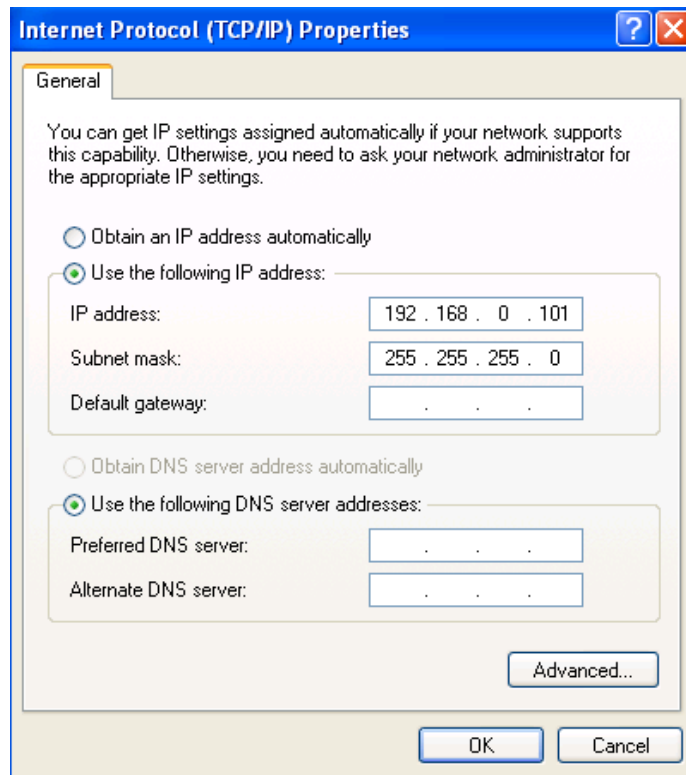 Internet Protocol (TCP/IP) Properties
General
You can get IP settings assigned automatically if your network supports
this capability. Otherwise, you need to ask your network administrator for
the appropriate IP settings.
Obtain an IP address automatically
Use the following IP address:
IP address: 192 . 168 . 0 . 101
Subnet mask: 255 . 255 . 255 . 0
Default gateway: . . .
Obtain DNS server address automatically
Use the following DNS server addresses:
Preferred DNS server: . . .
Alternate DNS server: . . .
Advanced...
OK Cancel